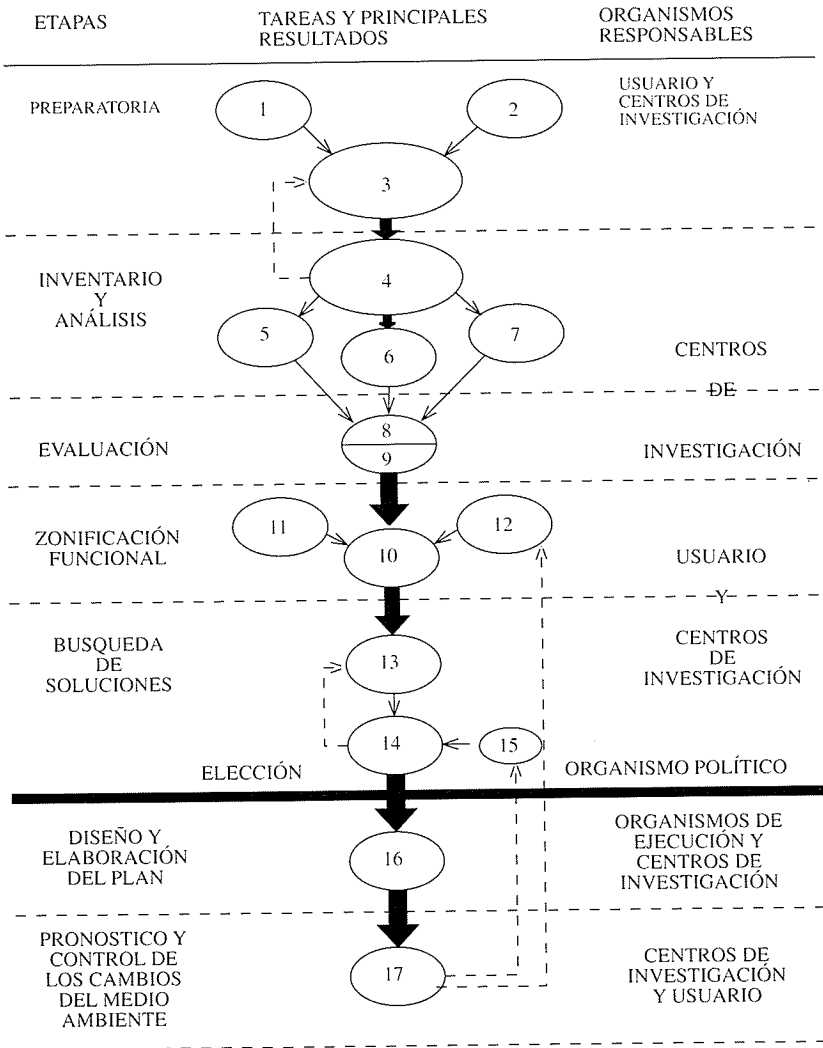 ETAPAS
TAREAS Y PRINCIPALES
RESULTADOS
ORGANISMOS
RESPONSABLES
PREPARATORIA
1
2
USUARIO Y
CENTROS DE
INVESTIGACIÓN
3
INVENTARIO
Y
ANÁLISIS
4
5
6
7
CENTROS
DE
EVALUACIÓN
8
9
INVESTIGACIÓN
ZONIFICACIÓN
FUNCIONAL
11
12
10
USUARIO
Y
BUSQUEDA
DE
SOLUCIONES
13
CENTROS
DE
INVESTIGACIÓN
14
15
ELECCIÓN
ORGANISMO POLÍTICO
DISEÑO Y
ELABORACIÓN
DEL PLAN
16
ORGANISMOS DE
EJECUCIÓN Y
CENTROS DE
INVESTIGACIÓN
PRONOSTICO Y
CONTROL DE
LOS CAMBIOS
DEL MEDIO
AMBIENTE
17
CENTROS DE
INVESTIGACIÓN
Y USUARIO